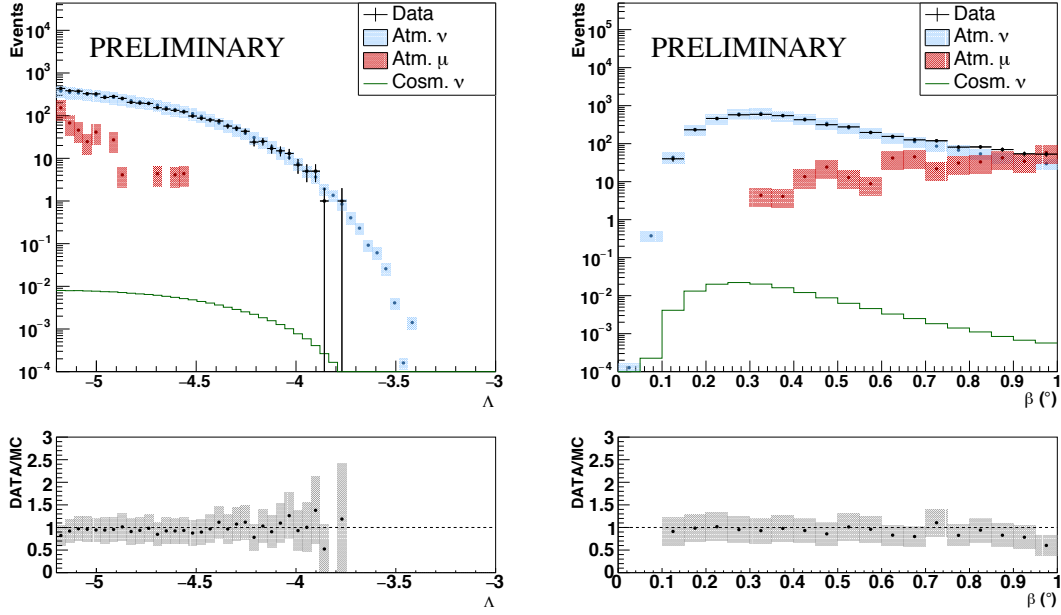 Events
PRELIMINARY
Data
Atm. ν
Atm. μ
Cosm. ν
10⁴
10³
10²
10
1
10⁻¹
10⁻²
10⁻³
10⁻⁴
−5 −4.5 −4 −3.5 −3
Λ
DATA/MC
3
2.5
2
1.5
1
0.5
0
−5 −4.5 −4 −3.5 −3
Λ
Events
PRELIMINARY
Data
Atm. ν
Atm. μ
Cosm. ν
10⁵
10⁴
10³
10²
10
1
10⁻¹
10⁻²
10⁻³
10⁻⁴
0 0.1 0.2 0.3 0.4 0.5 0.6 0.7 0.8 0.9 1
β (°)
DATA/MC
3
2.5
2
1.5
1
0.5
0
0 0.1 0.2 0.3 0.4 0.5 0.6 0.7 0.8 0.9 1
β (°)